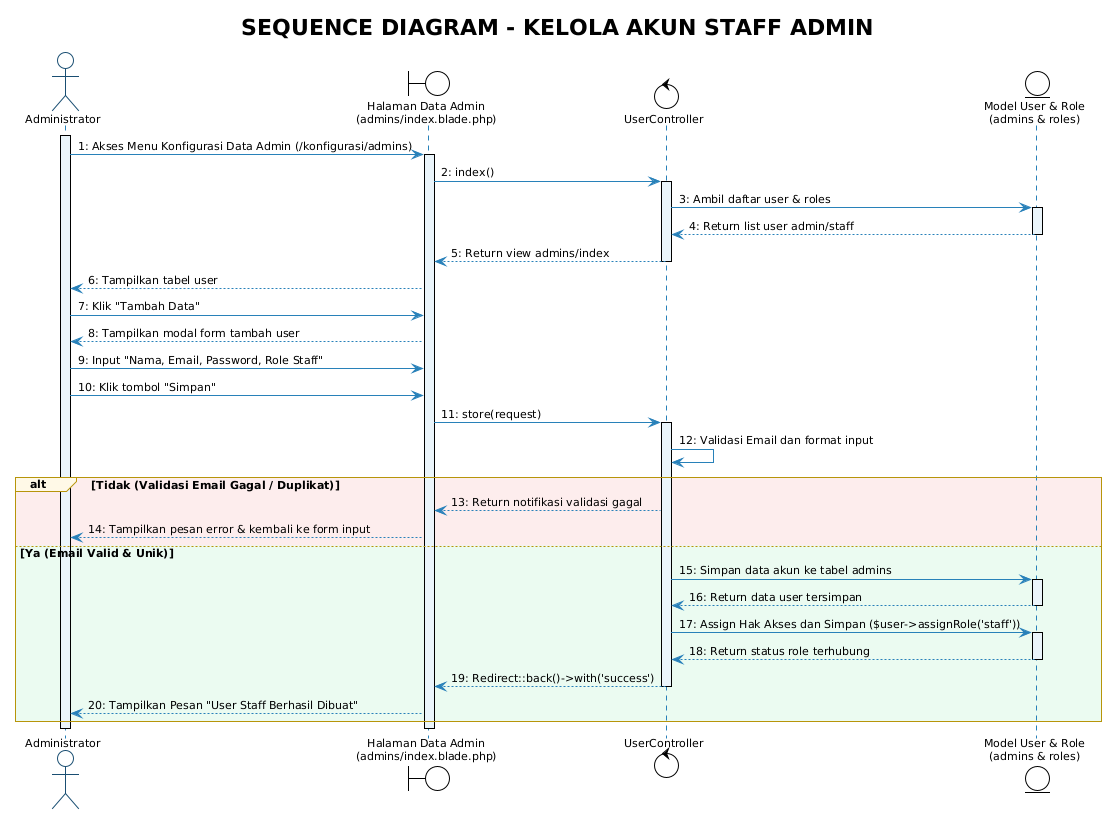 SEQUENCE DIAGRAM - KELOLA AKUN STAFF ADMIN
Administrator
Halaman Data Admin
(admins/index.blade.php)
UserController
Model User & Role
(admins & roles)
1: Akses Menu Konfigurasi Data Admin (/konfigurasi/admins)
2: index()
3: Ambil daftar user & roles
4: Return list user admin/staff
5: Return view admins/index
6: Tampilkan tabel user
7: Klik "Tambah Data"
8: Tampilkan modal form tambah user
9: Input "Nama, Email, Password, Role Staff"
10: Klik tombol "Simpan"
11: store(request)
12: Validasi Email dan format input
alt
[Tidak (Validasi Email Gagal / Duplikat)]
13: Return notifikasi validasi gagal
14: Tampilkan pesan error & kembali ke form input
[Ya (Email Valid & Unik)]
15: Simpan data akun ke tabel admins
16: Return data user tersimpan
17: Assign Hak Akses dan Simpan ($user->assignRole('staff'))
18: Return status role terhubung
19: Redirect::back()->with('success')
20: Tampilkan Pesan "User Staff Berhasil Dibuat"
Administrator
Halaman Data Admin
(admins/index.blade.php)
UserController
Model User & Role
(admins & roles)